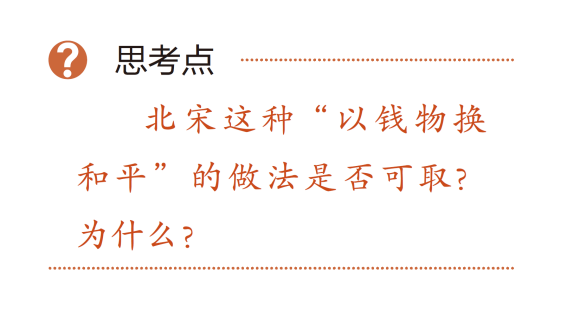 思考点
北宋这种“以钱物换
和平”的做法是否可取?
为什么?